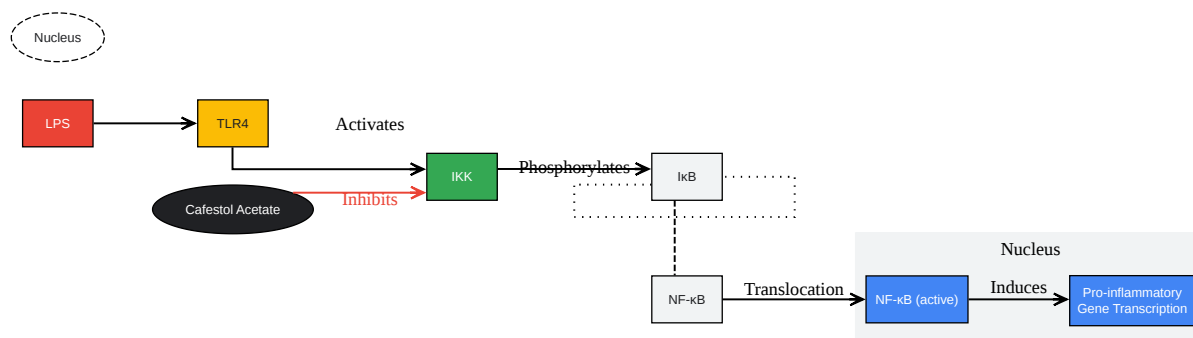 Nucleus
LPS
TLR4
Activates
IKK
Phosphorylates
IκB
Cafestol Acetate
Inhibits
Nucleus
NF-κB
Translocation
NF-κB (active)
Induces
Pro-inflammatory
Gene Transcription